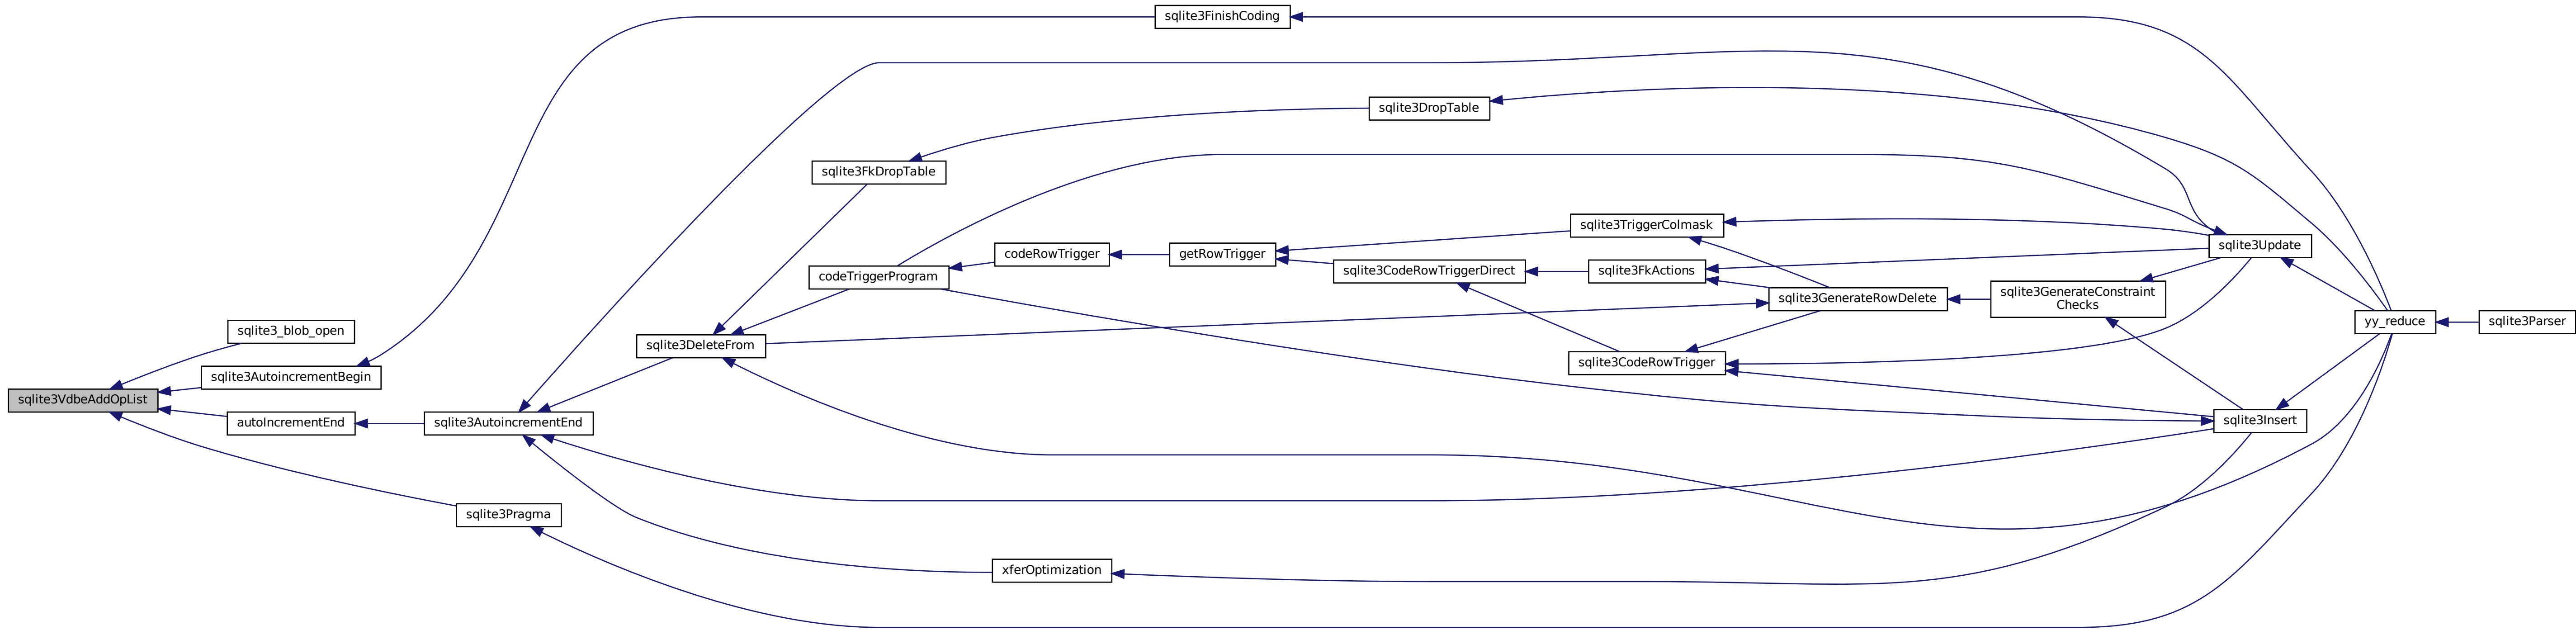 sqlite3FinishCoding
sqlite3DropTable
sqlite3FkDropTable
sqlite3TriggerColmask
sqlite3Update
codeRowTrigger
getRowTrigger
sqlite3CodeRowTriggerDirect
sqlite3FkActions
codeTriggerProgram
sqlite3GenerateConstraint
Checks
sqlite3GenerateRowDelete
yy_reduce
sqlite3Parser
sqlite3_blob_open
sqlite3DeleteFrom
sqlite3CodeRowTrigger
sqlite3AutoincrementBegin
sqlite3VdbeAddOpList
autoIncrementEnd
sqlite3AutoincrementEnd
sqlite3Insert
sqlite3Pragma
xferOptimization